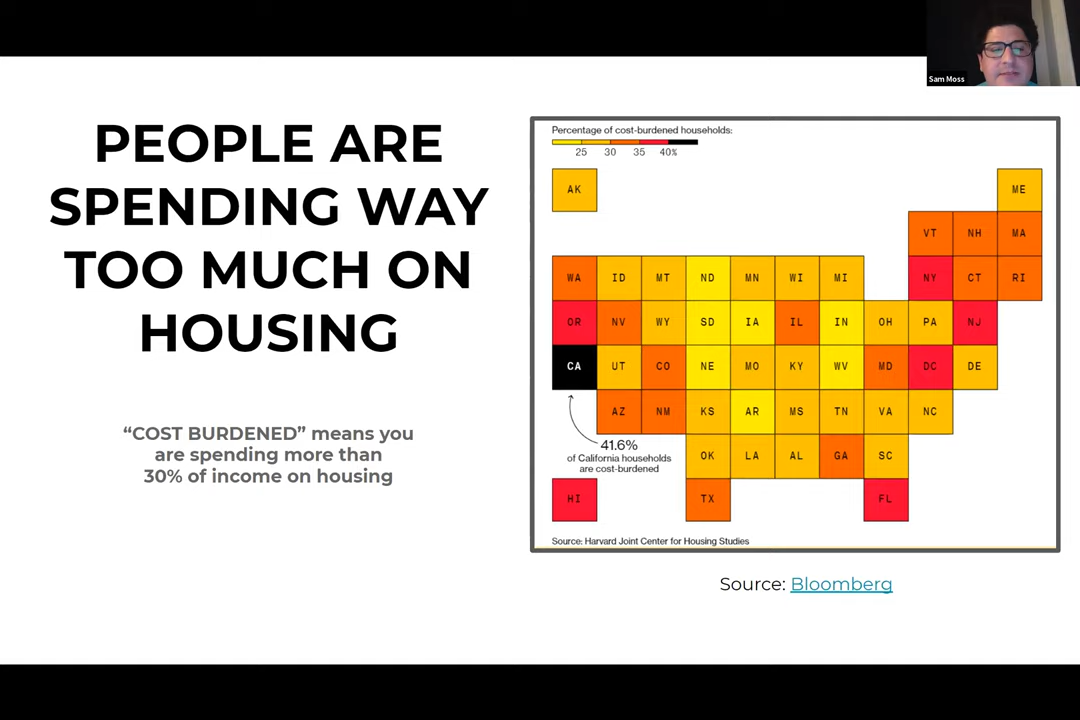 Sam Moss
PEOPLE ARE
SPENDING WAY
TOO MUCH ON
HOUSING
“COST BURDENED” means you
are spending more than
30% of income on housing
Percentage of cost-burdened households:
25 30 35 40%
AK ME
VT NH MA
WA ID MT ND MN WI MI NY CT RI
OR NV WY SD IA IL IN OH PA NJ
CA UT CO NE MO KY WV MD DC DE
AZ NM KS AR MS TN VA NC
41.6%
of California households
are cost-burdened
OK LA AL GA SC
HI TX FL
Source: Harvard Joint Center for Housing Studies
Source: Bloomberg